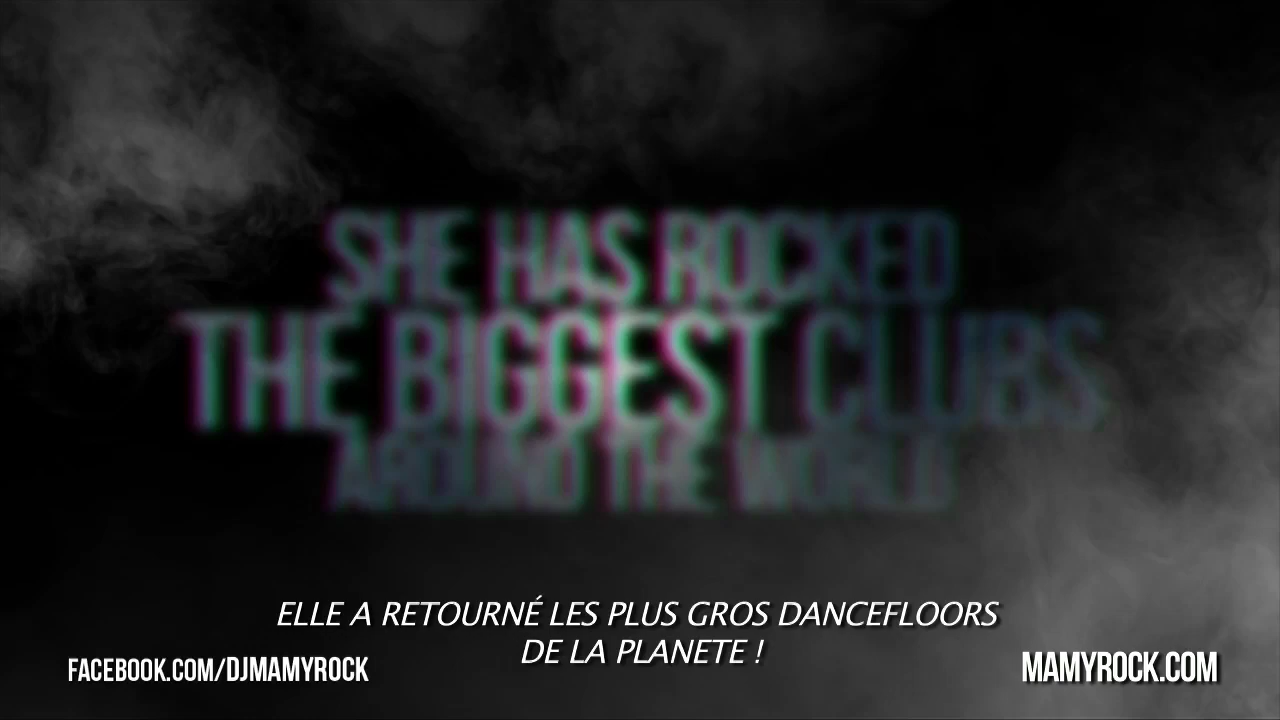 SHE HAS ROCKED
THE BIGGEST CLUBS
AROUND THE WORLD
ELLE A RETOURNÉ LES PLUS GROS DANCEFLOORS
DE LA PLANETE !
FACEBOOK.COM/DJMAMYROCK
MAMYROCK.COM